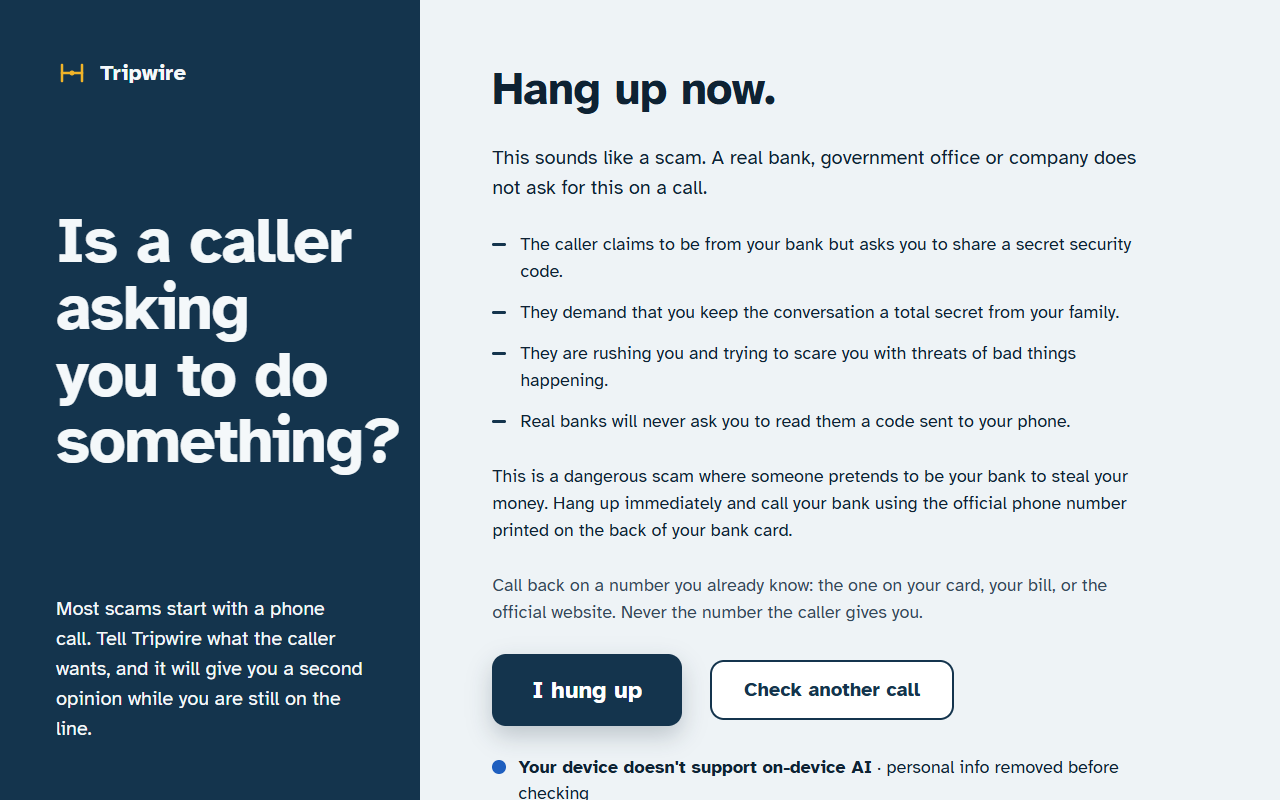 Tripwire
Is a caller
asking
you to do
something?
Most scams start with a phone
call. Tell Tripwire what the caller
wants, and it will give you a second
opinion while you are still on the
line.
Hang up now.
This sounds like a scam. A real bank, government office or company does
not ask for this on a call.
The caller claims to be from your bank but asks you to share a secret security
code.
They demand that you keep the conversation a total secret from your family.
They are rushing you and trying to scare you with threats of bad things
happening.
Real banks will never ask you to read them a code sent to your phone.
This is a dangerous scam where someone pretends to be your bank to steal your
money. Hang up immediately and call your bank using the official phone number
printed on the back of your bank card.
Call back on a number you already know: the one on your card, your bill, or the
official website. Never the number the caller gives you.
I hung up
Check another call
Your device doesn't support on-device AI · personal info removed before
checking